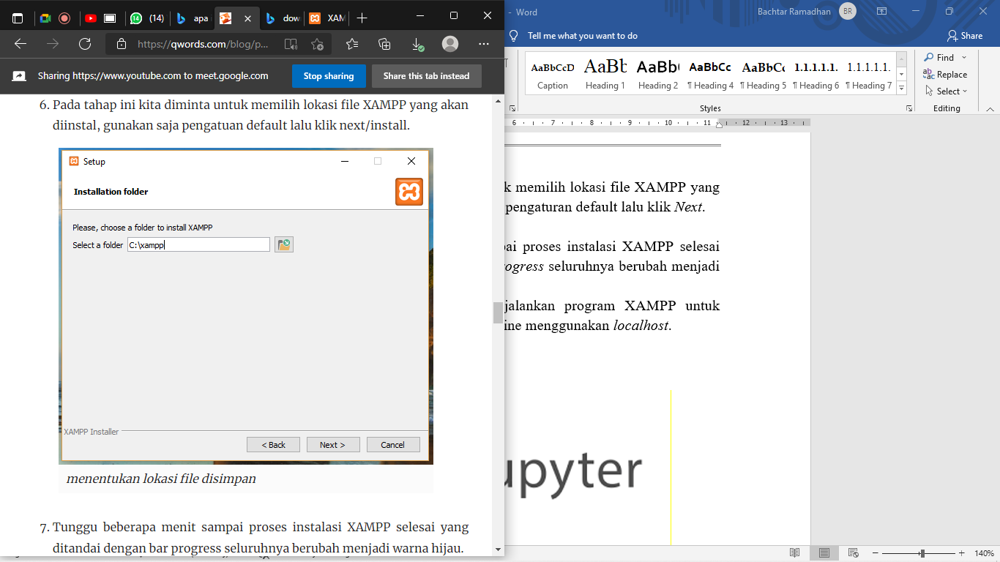 (14)
apa
dow
XAM
https://qwords.com/blog/p...
Sharing https://www.youtube.com to meet.google.com
Stop sharing
Share this tab instead
6. Pada tahap ini kita diminta untuk memilih lokasi file XAMPP yang akan
diinstal, gunakan saja pengatuan default lalu klik next/install.
Setup
Installation folder
Please, choose a folder to install XAMPP
Select a folder C:\xampp
XAMPP Installer
< Back Next > Cancel
menentukan lokasi file disimpan
7. Tunggu beberapa menit sampai proses instalasi XAMPP selesai yang
ditandai dengan bar progress seluruhnya berubah menjadi warna hijau.
- Word
Bachtar Ramadhan BR
Tell me what you want to do
Share
AaBbCcD AaBb AaBb AaBbCc AaBbCc 1.1.1.1.1. 1.1.1.1.1.
Caption Heading 1 Heading 2 ¶ Heading 4 ¶ Heading 5 ¶ Heading 6 ¶ Heading 7
Styles
Find
Replace
Select
Editing
6 7 8 9 10 11 12 13
k memilih lokasi file XAMPP yang
pengaturan default lalu klik Next.
ai proses instalasi XAMPP selesai
ogress seluruhnya berubah menjadi
jalankan program XAMPP untuk
ine menggunakan localhost.
upyter
140%